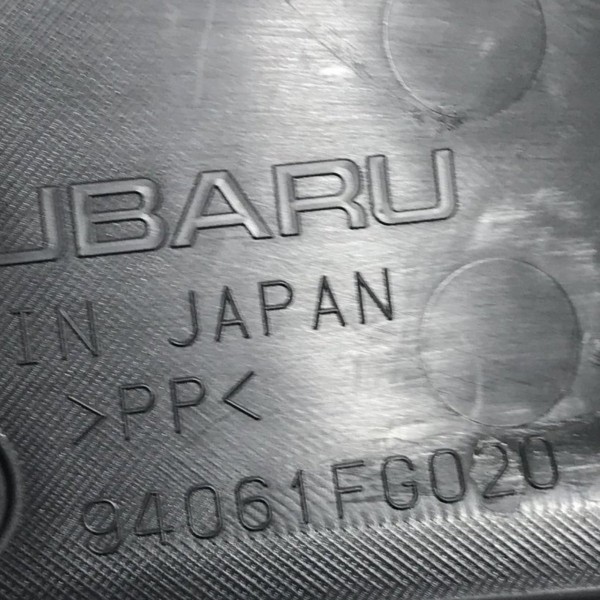 UBARU
IN JAPAN
>PP<
94061FG020